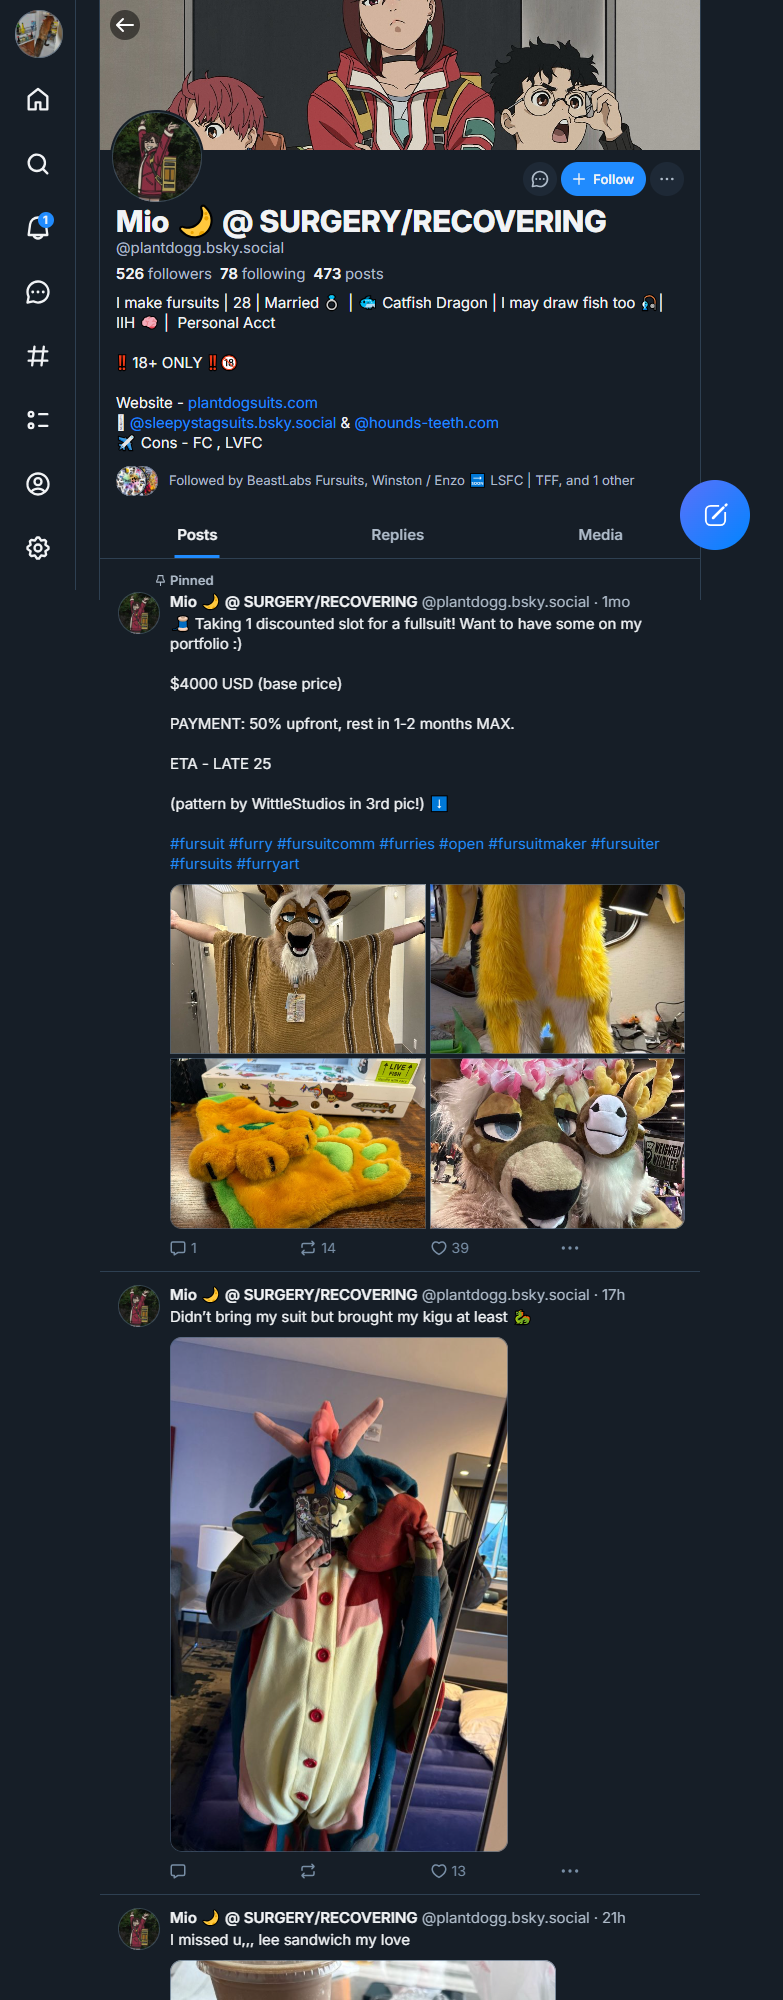 1
Follow
Mio 🌙 @ SURGERY/RECOVERING
@plantdogg.bsky.social
526 followers 78 following 473 posts
I make fursuits | 28 | Married 💍 | 🐟 Catfish Dragon | I may draw fish too 🎣|
IIH 🧠 | Personal Acct
‼️ 18+ ONLY ‼️🔞
Website - plantdogsuits.com
@sleepystagsuits.bsky.social & @hounds-teeth.com
✈️ Cons - FC , LVFC
Followed by BeastLabs Fursuits, Winston / Enzo 🔜 LSFC | TFF, and 1 other
Posts Replies Media
Pinned
Mio 🌙 @ SURGERY/RECOVERING @plantdogg.bsky.social · 1mo
🧵 Taking 1 discounted slot for a fullsuit! Want to have some on my
portfolio :)
$4000 USD (base price)
PAYMENT: 50% upfront, rest in 1-2 months MAX.
ETA - LATE 25
(pattern by WittleStudios in 3rd pic!) ⬇️
#fursuit #furry #fursuitcomm #furries #open #fursuitmaker #fursuiter
#fursuits #furryart
LIVE
FISH
WEIGHTED
WILDLIFE
1 14 39
Mio 🌙 @ SURGERY/RECOVERING @plantdogg.bsky.social · 17h
Didn’t bring my suit but brought my kigu at least 🐉
13
Mio 🌙 @ SURGERY/RECOVERING @plantdogg.bsky.social · 21h
I missed u,,, lee sandwich my love